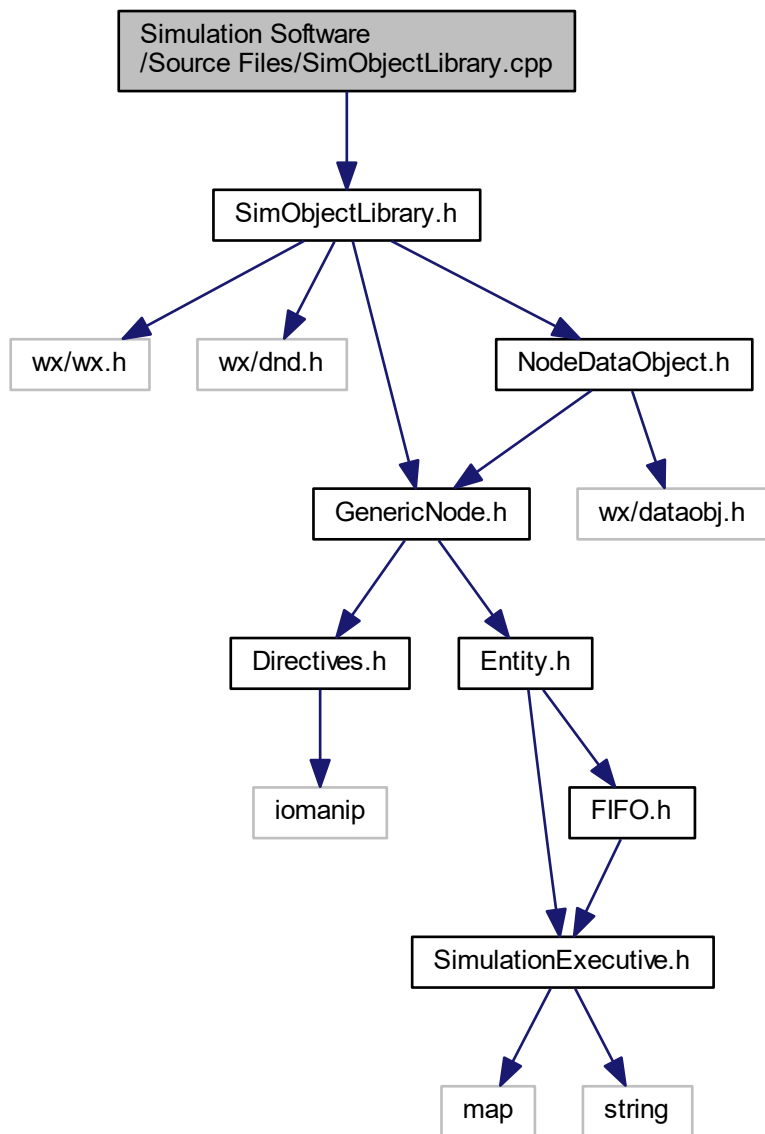 Simulation Software
/Source Files/SimObjectLibrary.cpp
SimObjectLibrary.h
wx/wx.h
wx/dnd.h
NodeDataObject.h
GenericNode.h
wx/dataobj.h
Directives.h
Entity.h
iomanip
FIFO.h
SimulationExecutive.h
map
string